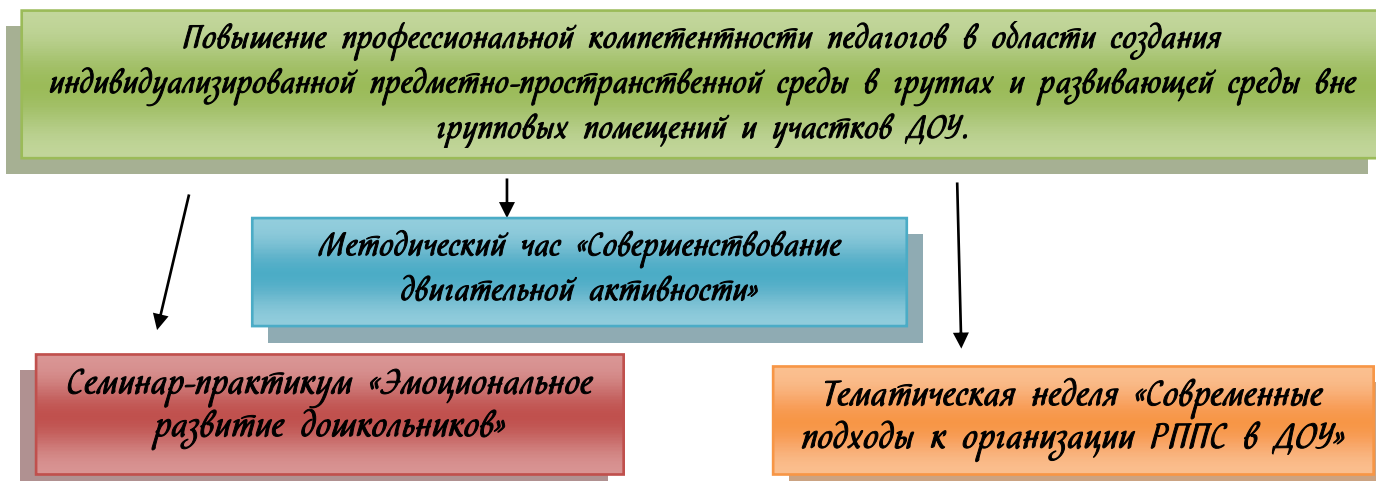 Повышение профессиональной компетентности педагогов в области создания
индивидуализированной предметно-пространственной среды в группах и развивающей среды вне
групповых помещений и участков ДОУ.
Методический час «Совершенствование
двигательной активности»
Семинар-практикум «Эмоциональное
развитие дошкольников»
Тематическая неделя «Современные
подходы к организации РППС в ДОУ»